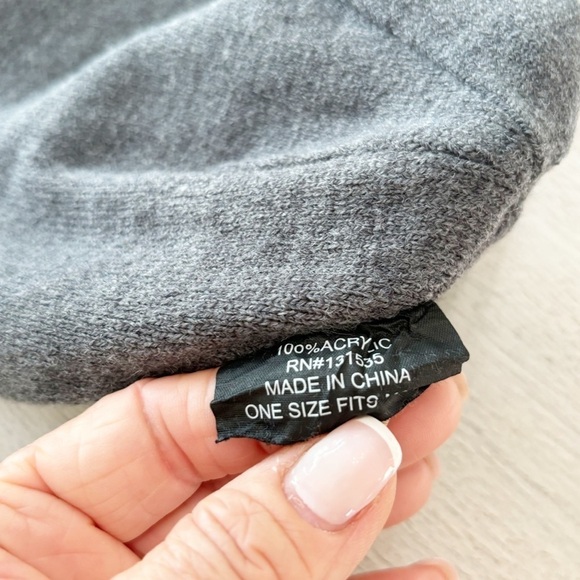 100%ACRYLIC
RN#131535
MADE IN CHINA
ONE SIZE FITS